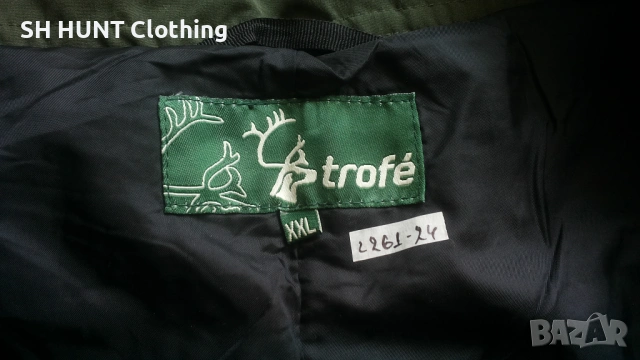 SH HUNT Clothing
trofé
XXL
2261-24
BAZAR